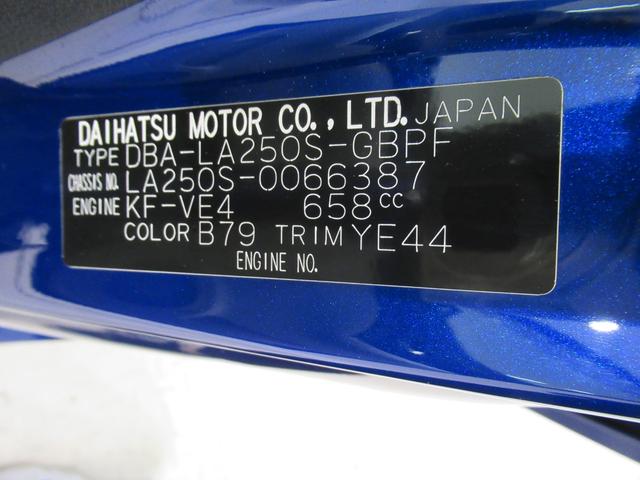 DAIHATSU MOTOR CO., LTD. JAPAN
TYPE DBA-LA250S-GBPF
CHASSIS NO. LA250S-0066387
ENGINE KF-VE4 658cc
COLOR B79 TRIM YE44
ENGINE NO.